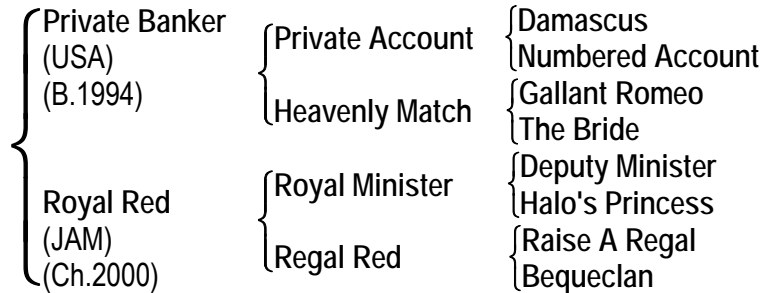 Private Banker
(USA)
(B.1994)
Private Account
Damascus
Numbered Account
Heavenly Match
Gallant Romeo
The Bride
Royal Red
(JAM)
(Ch.2000)
Royal Minister
Deputy Minister
Halo's Princess
Regal Red
Raise A Regal
Bequeclan